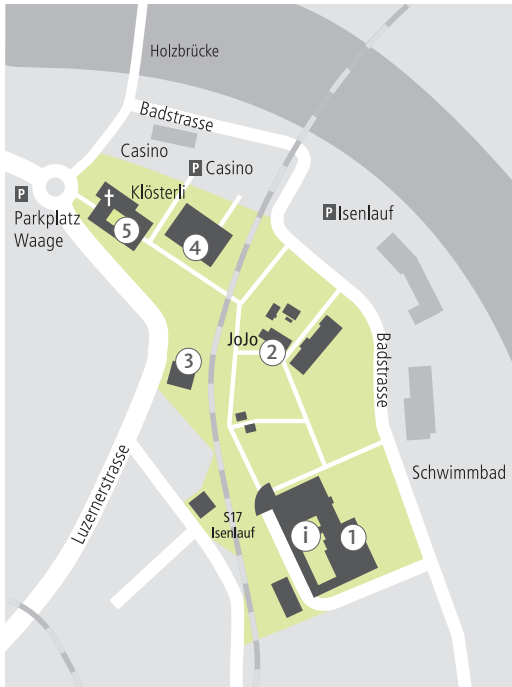 Holzbrücke
Badstrasse
Casino
P Casino
Klösterli
P
Parkplatz
Waage
P Isenlauf
5
4
JoJo
2
3
Badstrasse
Luzernerstrasse
Schwimmbad
S17
Isenlauf
i
1